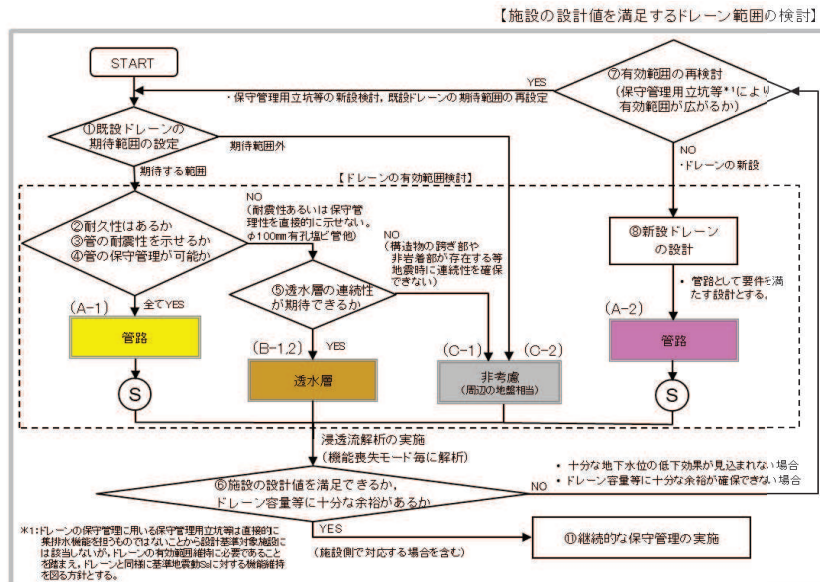 【施設の設計値を満足するドレーン範囲の検討】
START
YES
⑦有効範囲の再検討
(保守管理用立坑等*¹により
有効範囲が広がるか)
・保守管理用立坑等の新設検討，既設ドレーンの期待範囲の再設定
①既設ドレーンの
期待範囲の設定
期待範囲外
NO
・ドレーンの新設
期待する範囲
【ドレーンの有効範囲検討】
NO
(耐震性あるいは保守管
理性を直接的に示せない。
φ100mm有孔塩ビ管他)
②耐久性はあるか
③管の耐震性を示せるか
④管の保守管理が可能か
NO
(構造物の跨ぎ部や
非岩着部が存在する等
地震時に連続性を確保
できない)
⑧新設ドレーン
の設計
⑤透水層の連続性
が期待できるか
• 管路として要件を満
たす設計とする。
(A-1)
全てYES
(A-2)
管路
(B-1,2)
YES
(C-1)
(C-2)
管路
透水層
非考慮
(周辺の地盤相当)
S
S
浸透流解析の実施
(機能喪失モード毎に解析)
⑥施設の設計値を満足できるか，
ドレーン容量等に十分な余裕があるか
NO
• 十分な地下水位の低下効果が見込まれない場合
• ドレーン容量等に十分な余裕が確保できない場合
YES
(施設側で対応する場合を含む)
⑪継続的な保守管理の実施
*1:ドレーンの保守管理に用いる保守管理用立坑等は直接的に
集排水機能を担うものではないことから設計基準対象施設に
は該当しないが，ドレーンの有効範囲維持に必要であること
を踏まえ，ドレーンと同様に基準地震動Ssに対する機能維持
を図る方針とする。